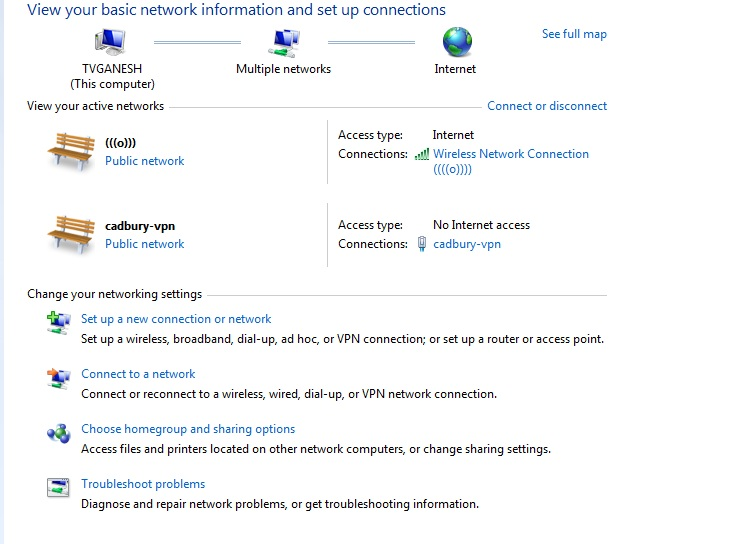 View your basic network information and set up connections
See full map
TVGANESH
(This computer)
Multiple networks
Internet
View your active networks
Connect or disconnect
(((o)))
Public network
Access type: Internet
Connections: Wireless Network Connection
((((o))))
cadbury-vpn
Public network
Access type: No Internet access
Connections: cadbury-vpn
Change your networking settings
Set up a new connection or network
Set up a wireless, broadband, dial-up, ad hoc, or VPN connection; or set up a router or access point.
Connect to a network
Connect or reconnect to a wireless, wired, dial-up, or VPN network connection.
Choose homegroup and sharing options
Access files and printers located on other network computers, or change sharing settings.
Troubleshoot problems
Diagnose and repair network problems, or get troubleshooting information.